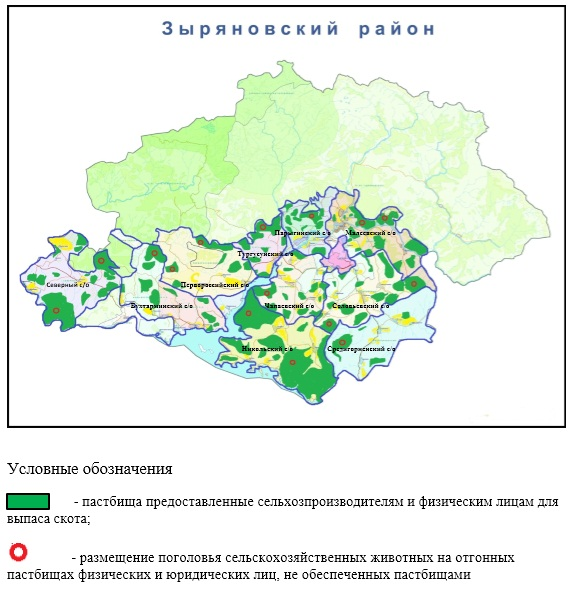 Зыряновский район
Парыгинский с/о
Малеевский с/о
Тургусунский с/о
Северный с/о
Первороссийский с/о
Бухтарминский с/о
Чапаевский с/о
Соловьевский с/о
Никольский с/о
Средигорненский с/о
Условные обозначения
- пастбища предоставленные сельхозпроизводителям и физическим лицам для
выпаса скота;
- размещение поголовья сельскохозяйственных животных на отгонных
пастбищах физических и юридических лиц, не обеспеченных пастбищами